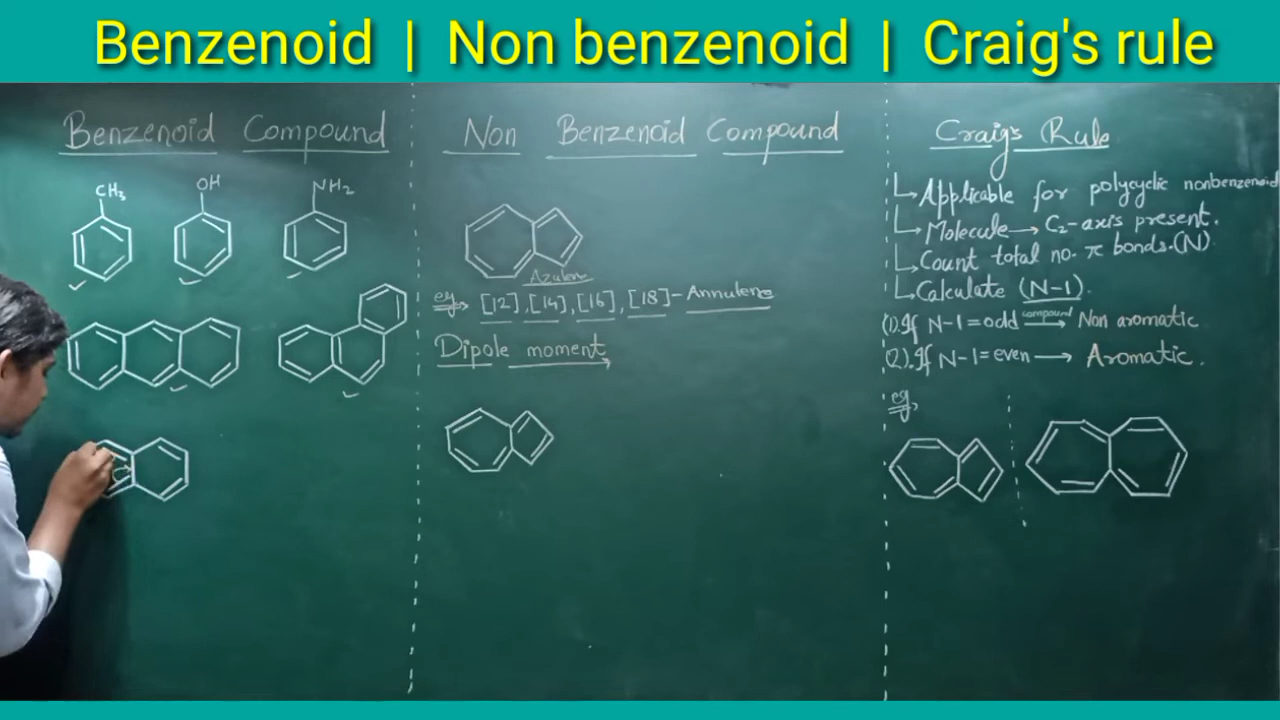 Benzenoid | Non benzenoid | Craig's rule
Benzenoid Compound
CH₃
OH
NH₂
Non Benzenoid Compound
Azulene
eg, [12], [14], [16], [18]-Annulene
Dipole moment
Craig's Rule
Applicable for polycyclic nonbenzenoid
Molecule → C₂-axis present.
Count total no. π bonds.(N)
Calculate (N-1).
(1).If N-1=odd compound→ Non aromatic
(2).If N-1=even → Aromatic.
eg,